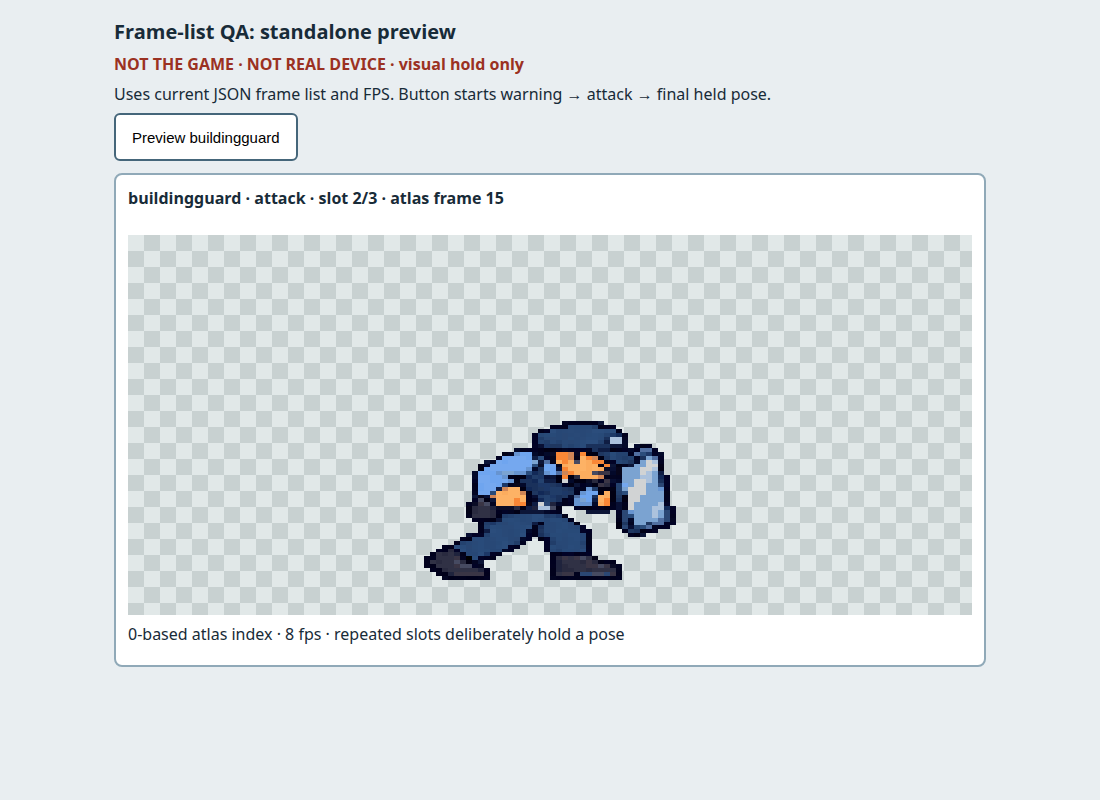 Frame-list QA: standalone preview
NOT THE GAME · NOT REAL DEVICE · visual hold only
Uses current JSON frame list and FPS. Button starts warning → attack → final held pose.
Preview buildingguard
buildingguard · attack · slot 2/3 · atlas frame 15
0-based atlas index · 8 fps · repeated slots deliberately hold a pose